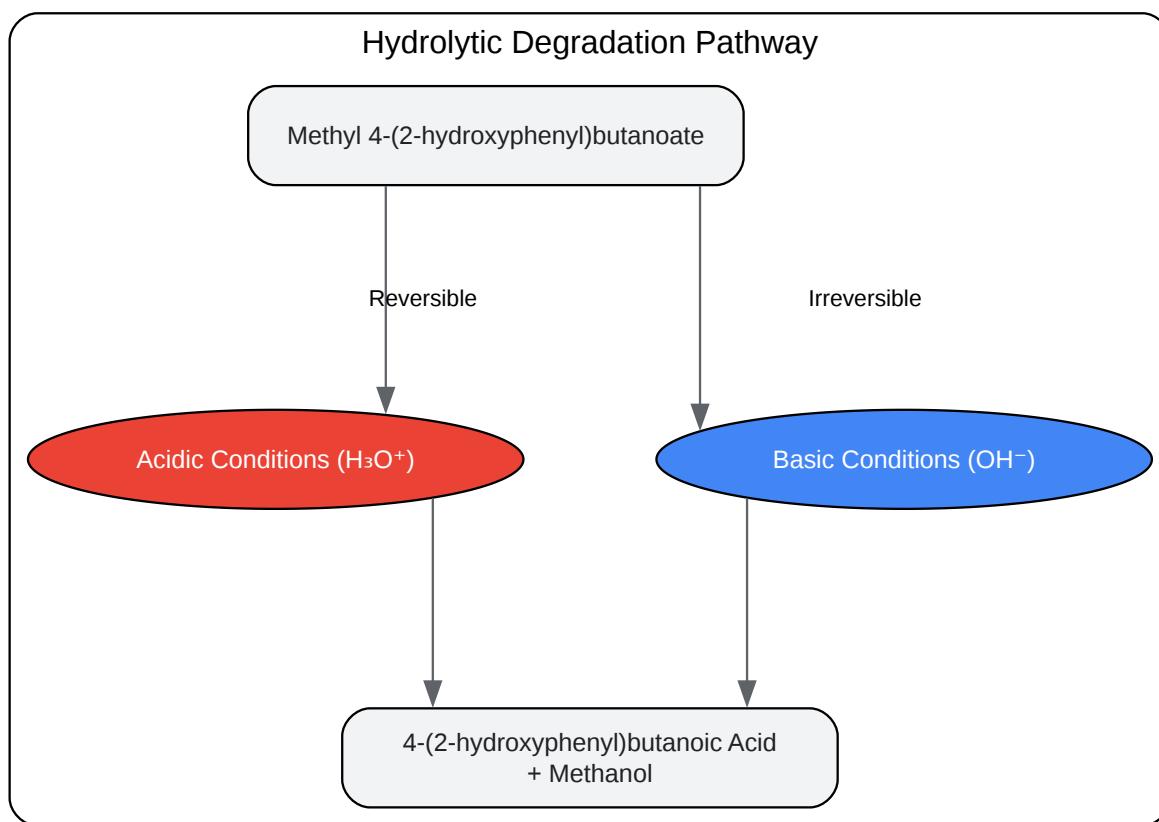 Hydrolytic Degradation Pathway
Methyl 4-(2-hydroxyphenyl)butanoate
Reversible
Irreversible
Acidic Conditions (H₃O⁺)
Basic Conditions (OH⁻)
4-(2-hydroxyphenyl)butanoic Acid
+ Methanol